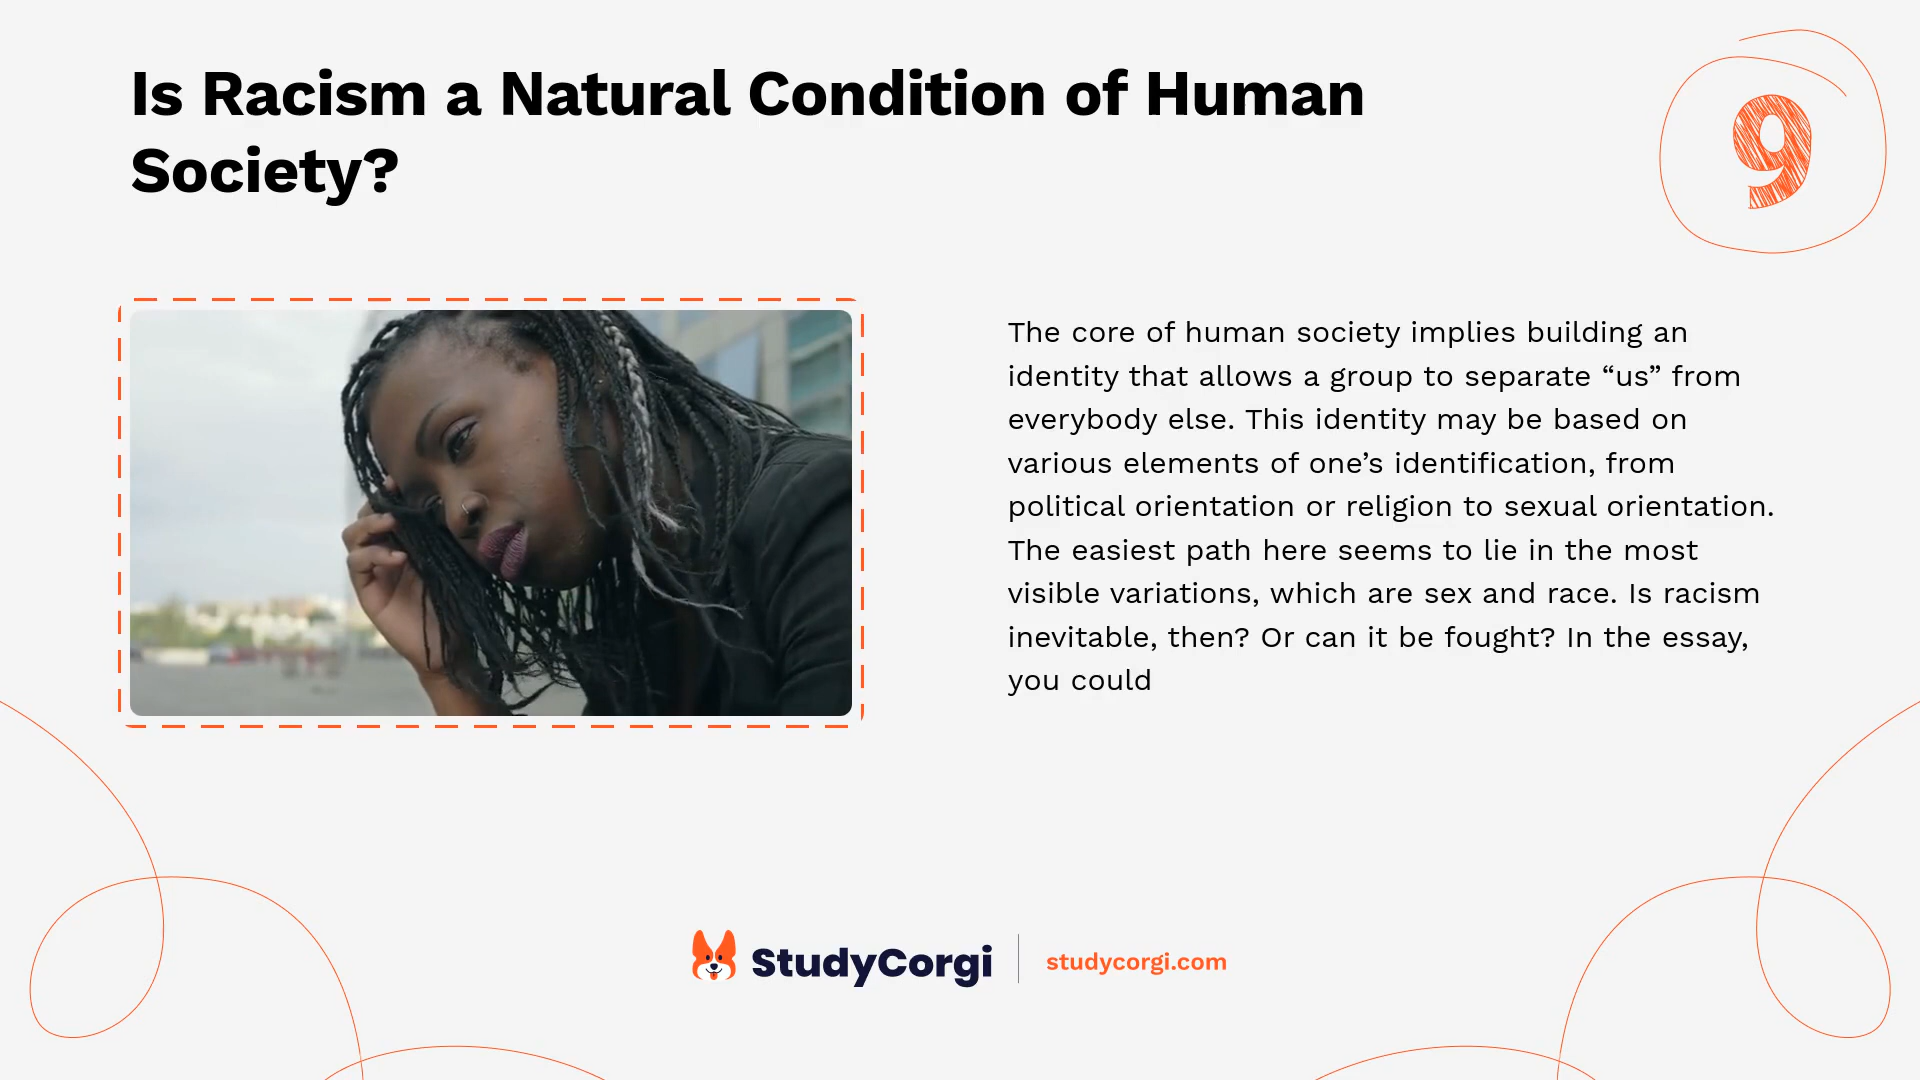 Is Racism a Natural Condition of Human
Society?
9
The core of human society implies building an
identity that allows a group to separate “us” from
everybody else. This identity may be based on
various elements of one’s identification, from
political orientation or religion to sexual orientation.
The easiest path here seems to lie in the most
visible variations, which are sex and race. Is racism
inevitable, then? Or can it be fought? In the essay,
you could
StudyCorgi
studycorgi.com